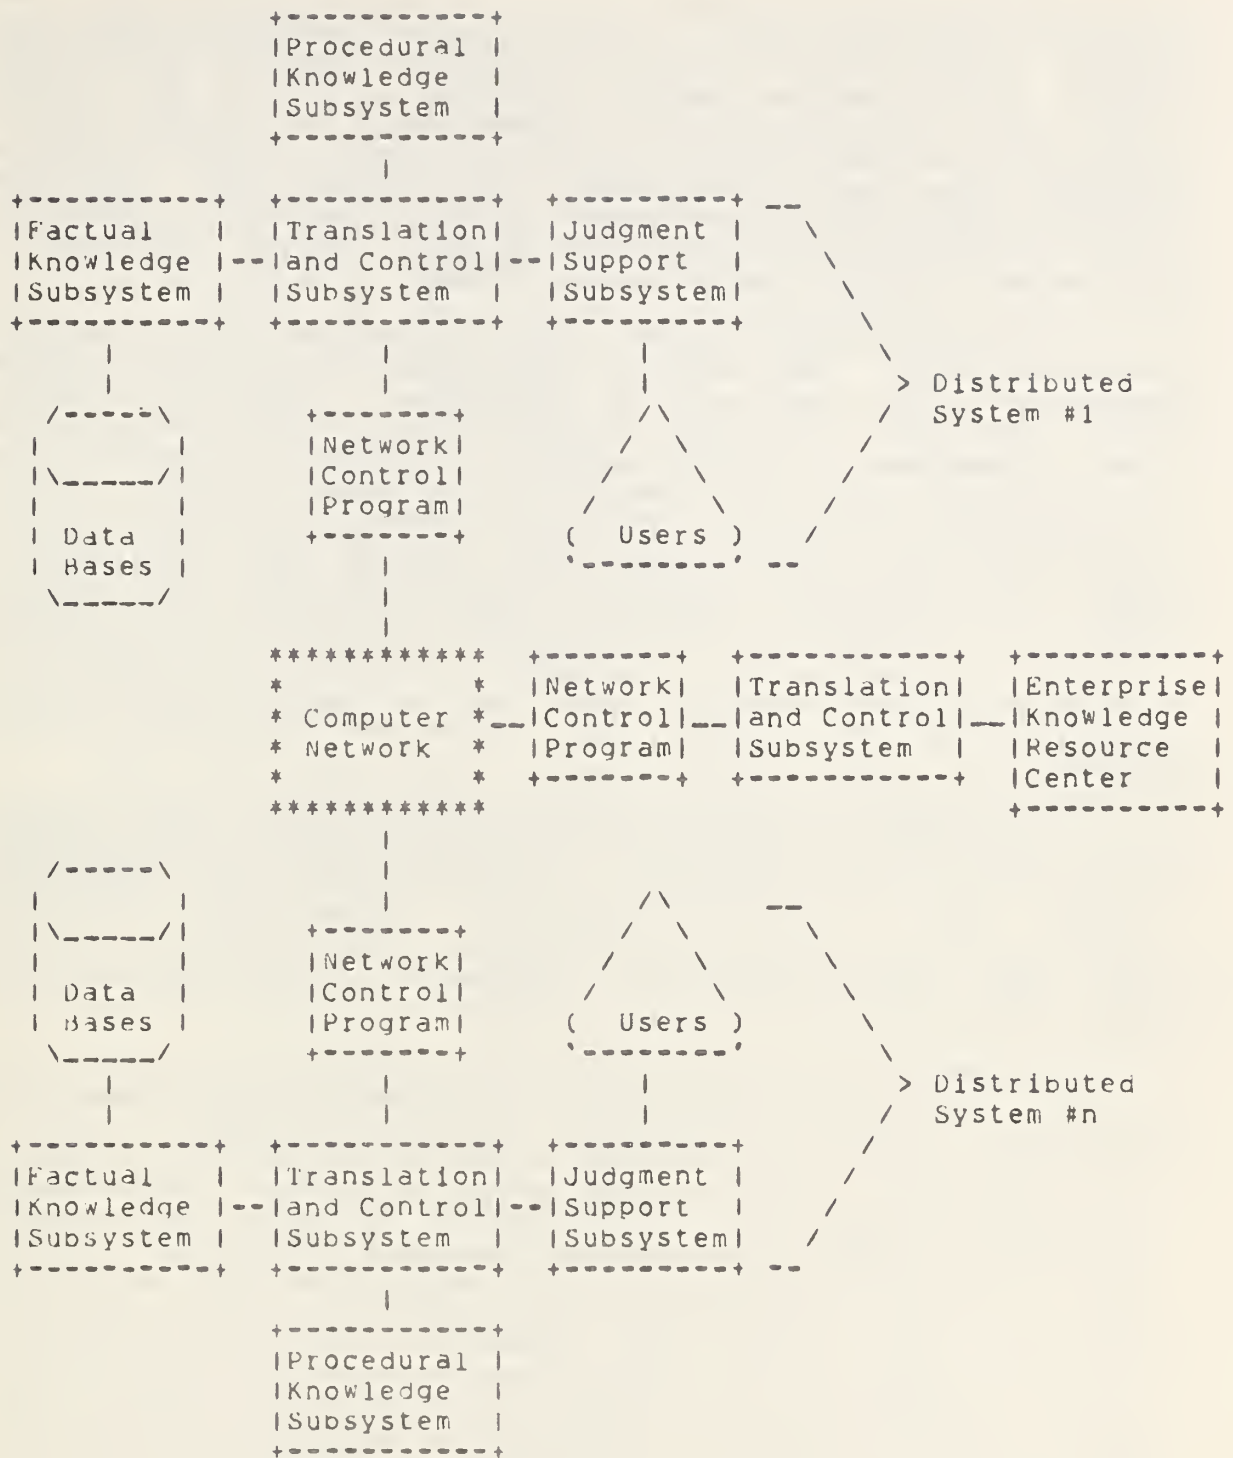 Procedural
Knowledge
Subsystem
Factual
Knowledge
Subsystem
Translation
and Control
Subsystem
Judgment
Support
Subsystem
Distributed
System #1
Data
Bases
Network
Control
Program
Users
Computer
Network
Network
Control
Program
Translation
and Control
Subsystem
Enterprise
Knowledge
Resource
Center
Data
Bases
Network
Control
Program
Users
Distributed
System #n
Factual
Knowledge
Subsystem
Translation
and Control
Subsystem
Judgment
Support
Subsystem
Procedural
Knowledge
Subsystem